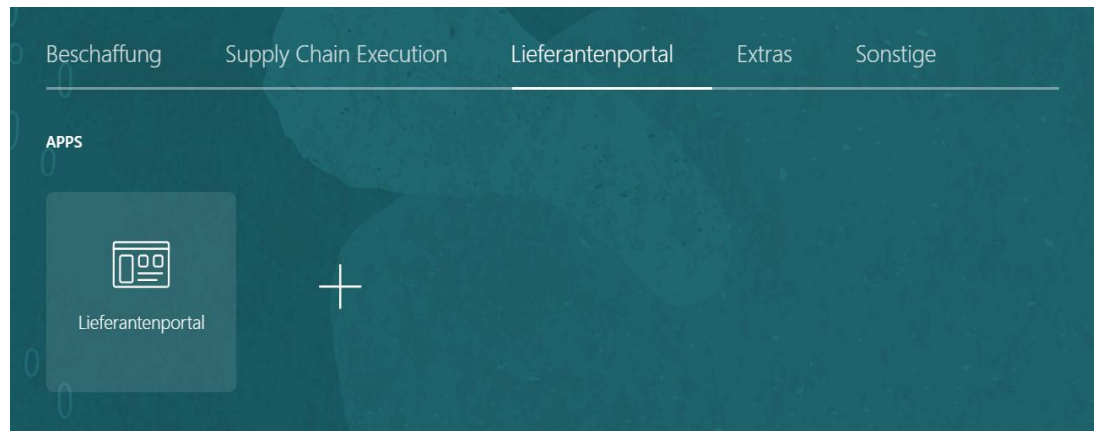 Beschaffung Supply Chain Execution Lieferantenportal Extras Sonstige
APPS
Lieferantenportal